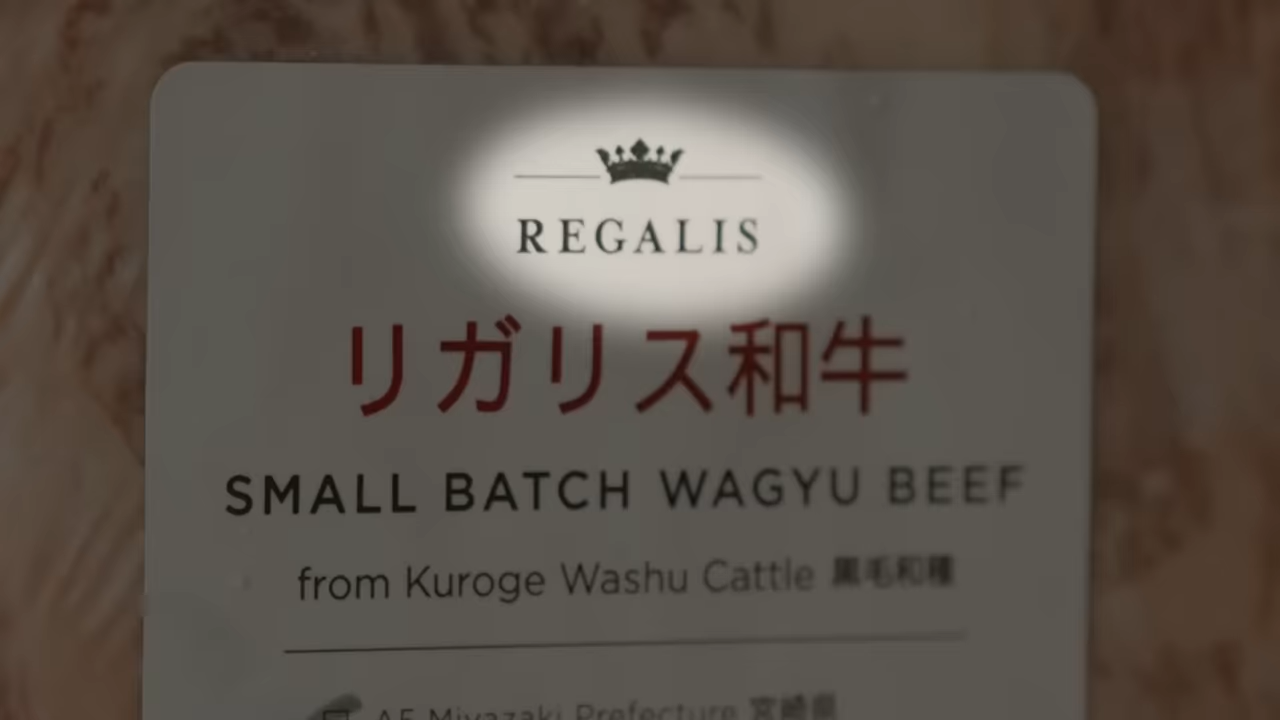 REGALIS
リガリス和牛
SMALL BATCH WAGYU BEEF
from Kuroge Washu Cattle 黒毛和種
A5 Miyazaki Prefecture 宮崎県